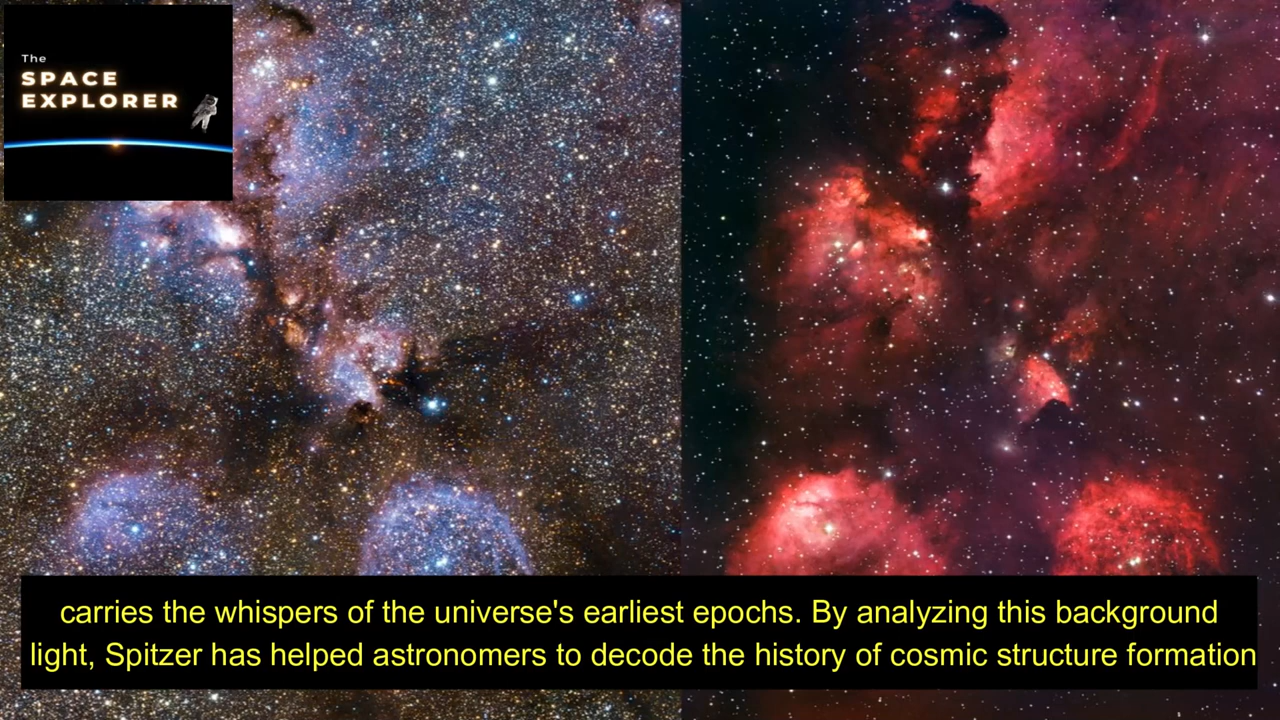 The
SPACE
EXPLORER
carries the whispers of the universe's earliest epochs. By analyzing this background
light, Spitzer has helped astronomers to decode the history of cosmic structure formation